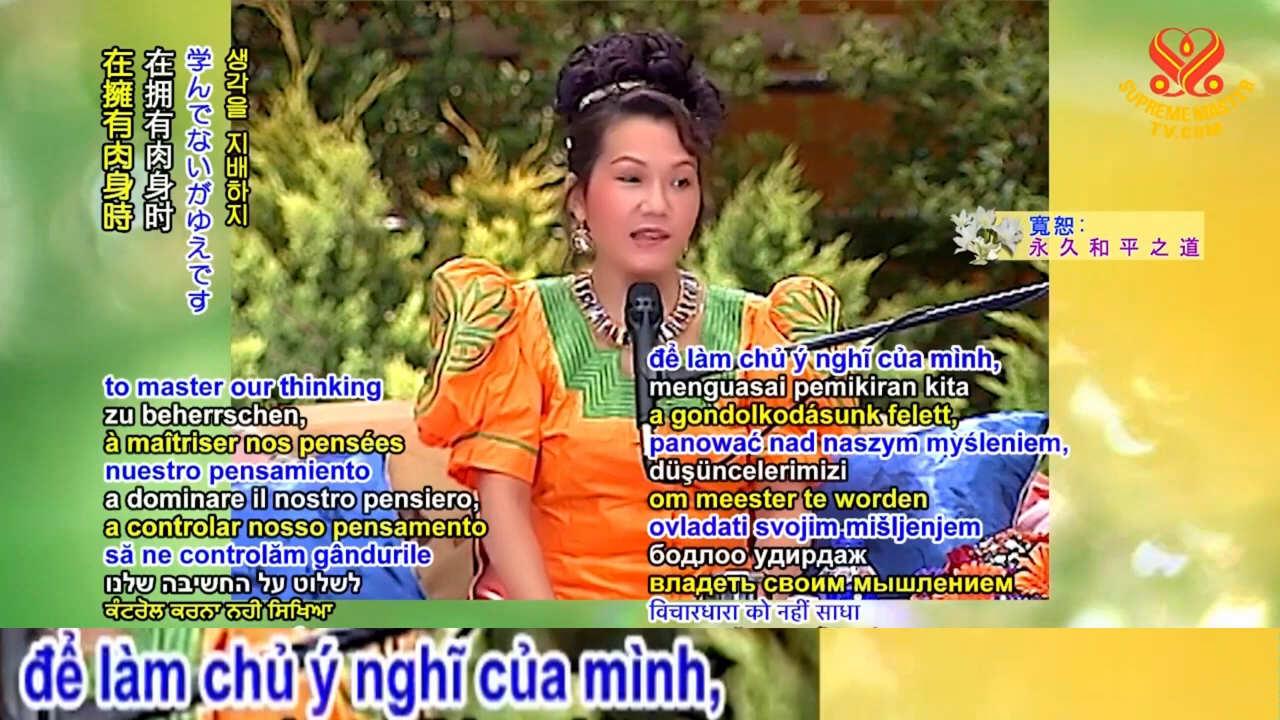 생각을 지배하지
学んでないがゆえです
在拥有肉身时
在擁有肉身時
SUPREME MASTER
TV.COM
寬恕：
永久和平之道
to master our thinking
zu beherrschen,
à maîtriser nos pensées
nuestro pensamiento
a dominare il nostro pensiero,
a controlar nosso pensamento
să ne controlăm gândurile
לשלוט על החשיבה שלנו
ਕੰਟਰੋਲ ਕਰਨਾ ਨਹੀਂ ਸਿਖਿਆ
để làm chủ ý nghĩ của mình,
menguasai pemikiran kita
a gondolkodásunk felett,
panować nad naszym myśleniem,
düşüncelerimizi
om meester te worden
ovladati svojim mišljenjem
бодлоо удирдаж
владеть своим мышлением
विचारधारा को नहीं साधा
để làm chủ ý nghĩ của mình,